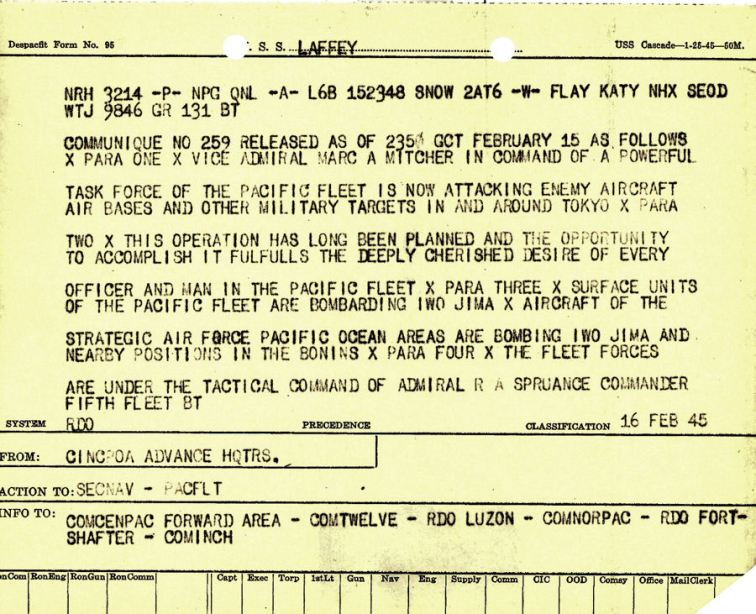 Despacfit Form No. 95 . S. S. LAFFEY USS Cascade—1-25-45—50M.
NRH 3214 -P- NPG QNL -A- L6B 152348 SNOW 2AT6 -W- FLAY KATY NHX SEOD
WTJ 9846 GR 131 BT
COMMUNIQUE NO 259 RELEASED AS OF GCT FEBRUARY 15 AS FOLLOWS
X PARA ONE X VICE ADMIRAL MARC A MITCHER IN COMMAND OF A POWERFUL
TASK FORCE OF THE PACIFIC FLEET IS NOW ATTACKING ENEMY AIRCRAFT
AIR BASES AND OTHER MILITARY TARGETS IN AND AROUND TOKYO X PARA
TWO X THIS OPERATION HAS LONG BEEN PLANNED AND THE OPPORTUNITY
TO ACCOMPLISH IT FULFULLS THE DEEPLY CHERISHED DESIRE OF EVERY
OFFICER AND MAN IN THE PACIFIC FLEET X PARA THREE X SURFACE UNITS
OF THE PACIFIC FLEET ARE BOMBARDING IWO JIMA X AIRCRAFT OF THE
STRATEGIC AIR FORCE PACIFIC OCEAN AREAS ARE BOMBING IWO JIMA AND
NEARBY POSITIONS IN THE BONINS X PARA FOUR X THE FLEET FORCES
ARE UNDER THE TACTICAL COMMAND OF ADMIRAL R A SPRUANCE COMMANDER
FIFTH FLEET BT
SYSTEM RDO PRECEDENCE CLASSIFICATION 16 FEB 45
FROM: CINCPOA ADVANCE HQTRS.
ACTION TO: SECNAV - PACFLT
INFO TO: COMCENPAC FORWARD AREA - COMTWELVE - RDO LUZON - COMNORPAC - RDO FORT-
SHAFTER - COMINCH
onCom RonEng RonGun RonComm Capt Exec Torp 1stLt Gun Nav Eng Supply Comm CIC OOD Comsy Office MailClerk